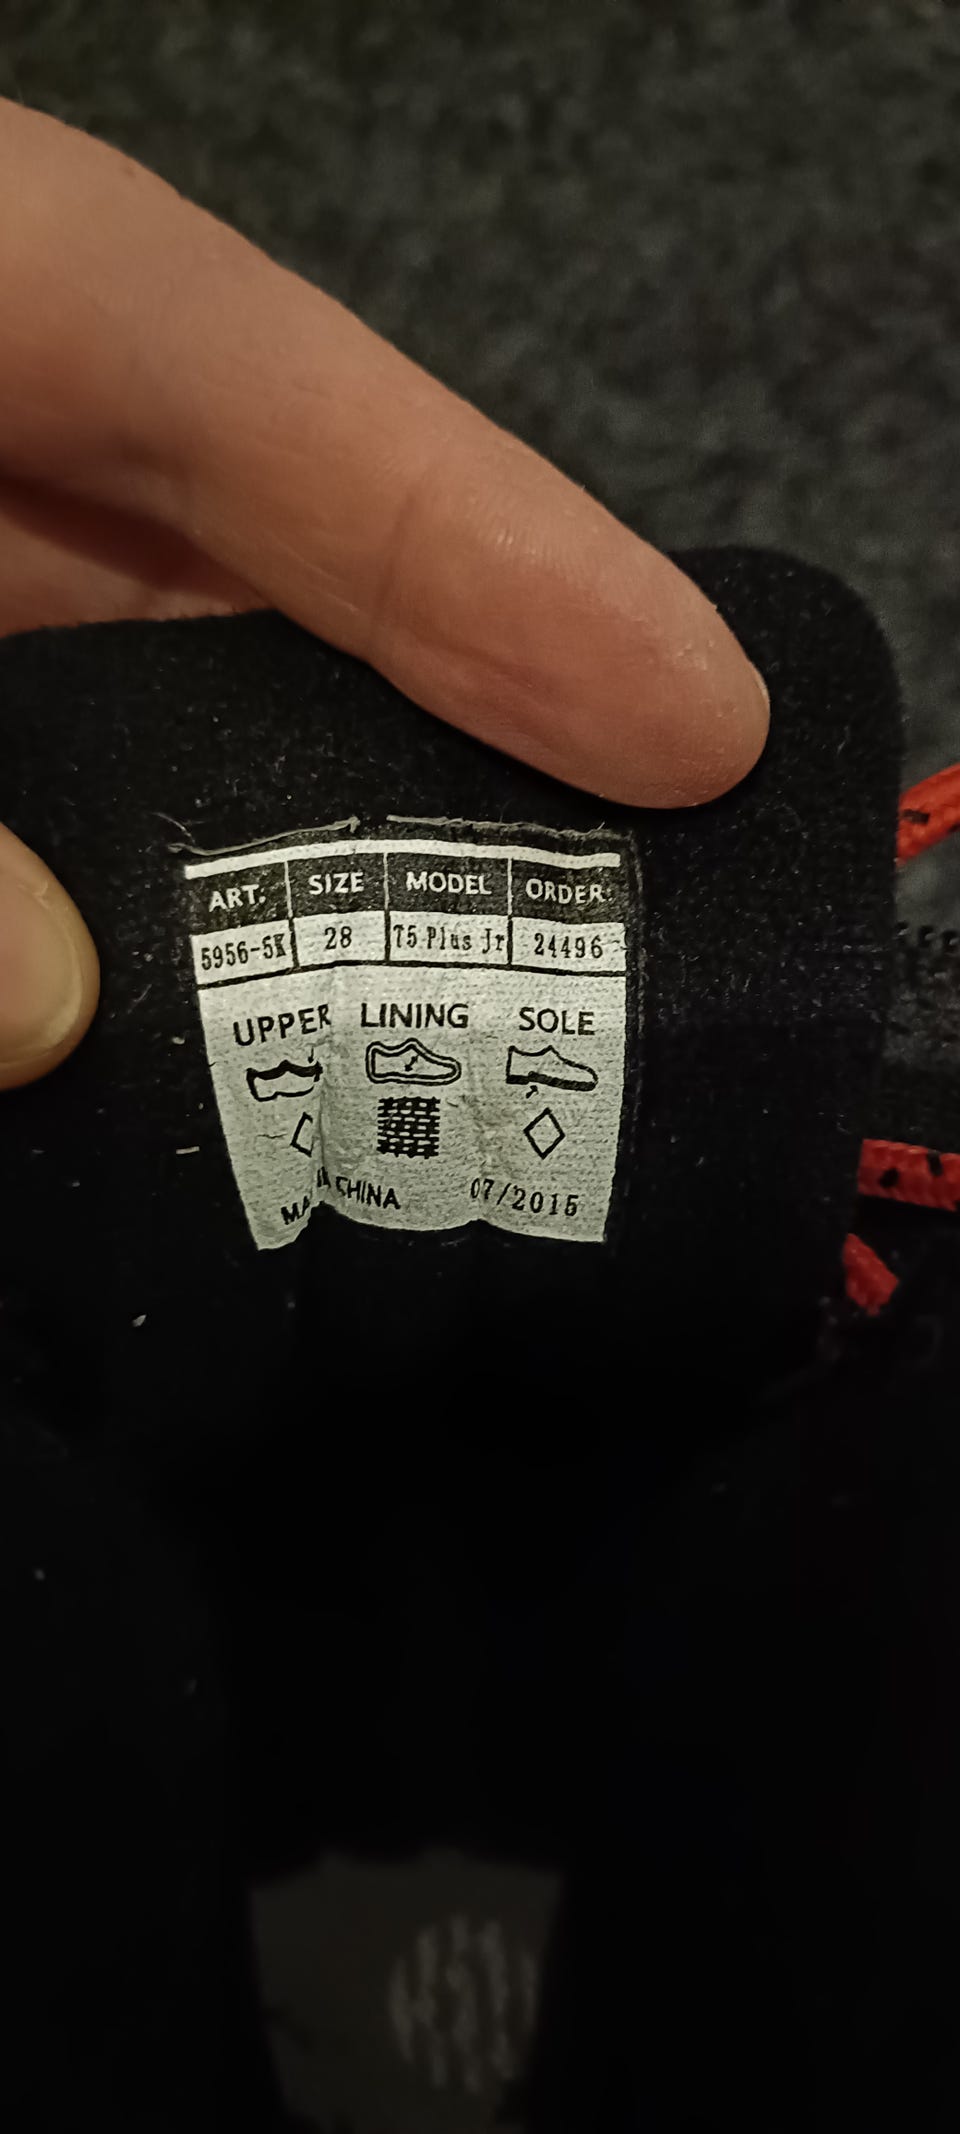 ART. SIZE MODEL ORDER:
5956-5K 28 T5 Plus Jr 24496
UPPER LINING SOLE
CHINA 07/2015